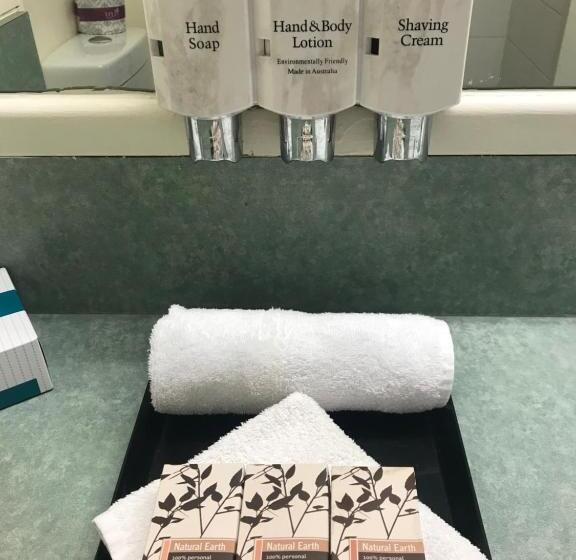 Hand
Soap
Hand&Body
Lotion
Environmentally Friendly
Made in Australia
Shaving
Cream
Natural Earth
100% personal
Natural Earth
100% personal
Natural Earth
100% personal